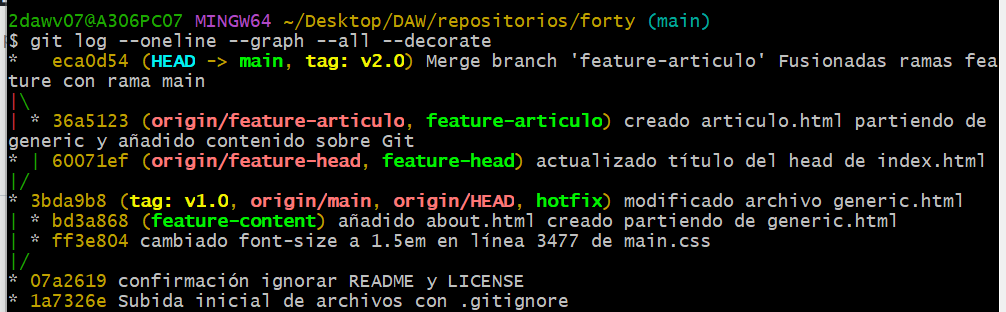 2dawv07@A306PC07 MINGW64 ~/Desktop/DAW/repositorios/forty (main)
$ git log --oneline --graph --all --decorate
*   eca0d54 (HEAD -> main, tag: v2.0) Merge branch 'feature-articulo' Fusionadas ramas fea
ture con rama main
|\
| * 36a5123 (origin/feature-articulo, feature-articulo) creado articulo.html partiendo de
generic y añadido contenido sobre Git
* | 60071ef (origin/feature-head, feature-head) actualizado título del head de index.html
|/
* 3bda9b8 (tag: v1.0, origin/main, origin/HEAD, hotfix) modificado archivo generic.html
| * bd3a868 (feature-content) añadido about.html creado partiendo de generic.html
| * ff3e804 cambiado font-size a 1.5em en línea 3477 de main.css
|/
* 07a2619 confirmación ignorar README y LICENSE
* 1a7326e Subida inicial de archivos con .gitignore